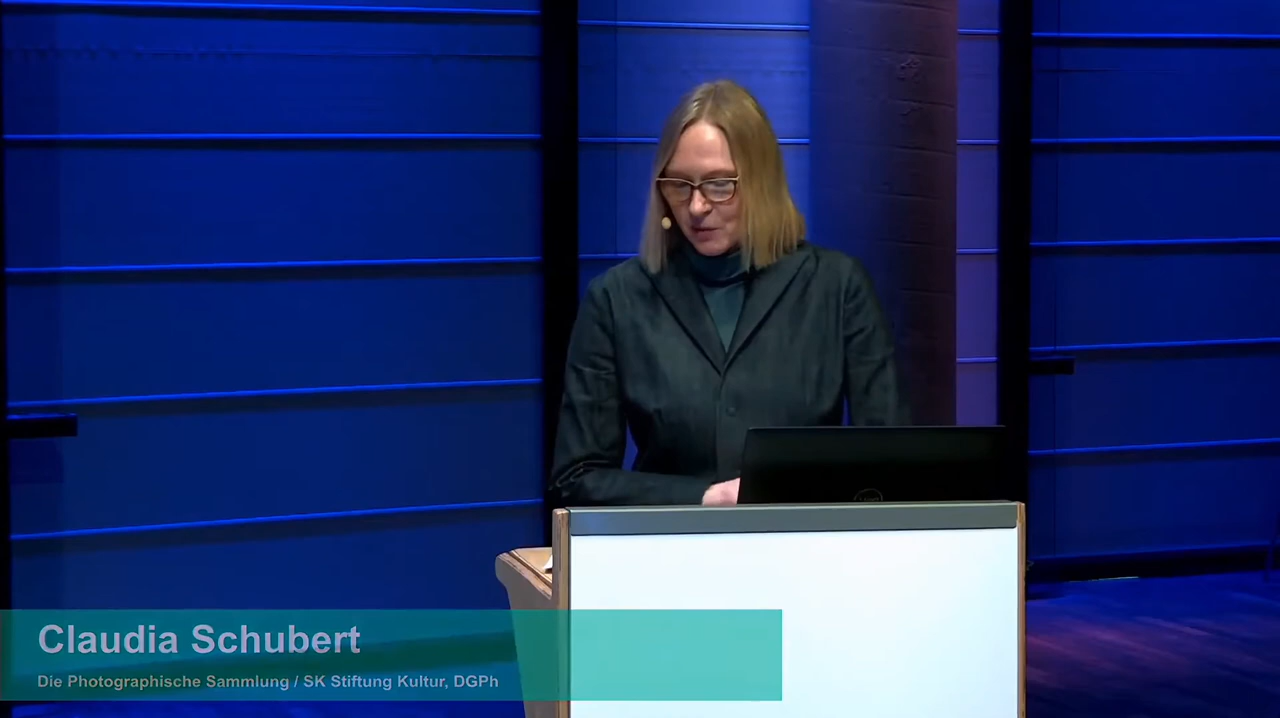 Claudia Schubert
Die Photographische Sammlung / SK Stiftung Kultur, DGPh